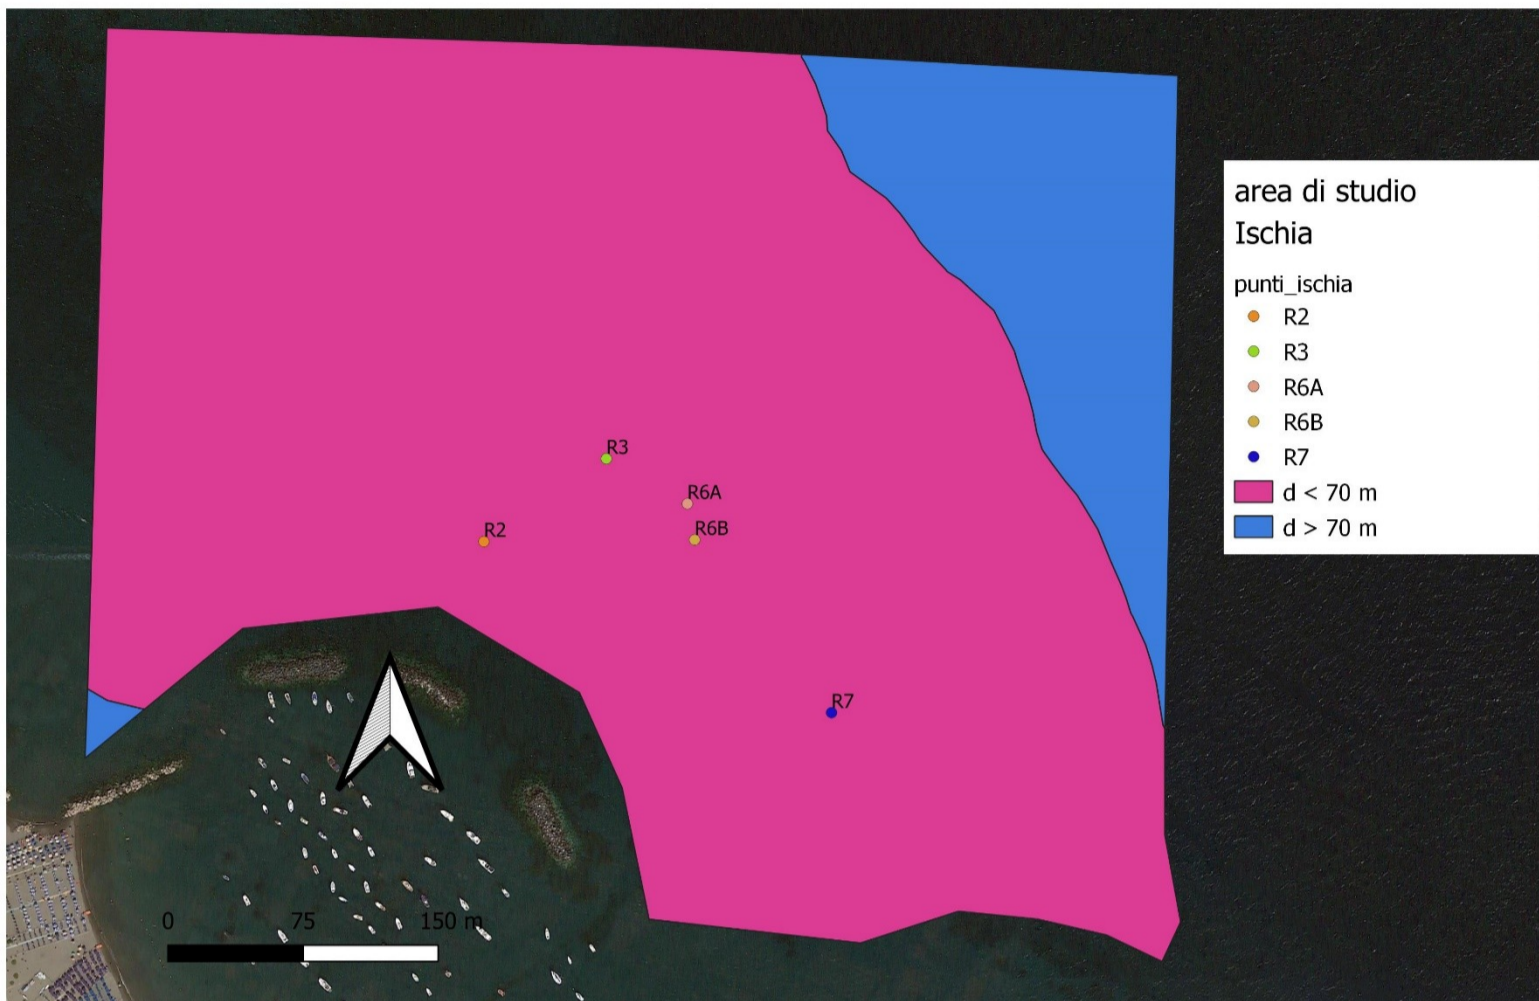 area di studio
Ischia
punti_ischia
R2
R3
R6A
R6B
R7
d < 70 m
d > 70 m
R3
R6A
R2
R6B
R7
0 75 150 m